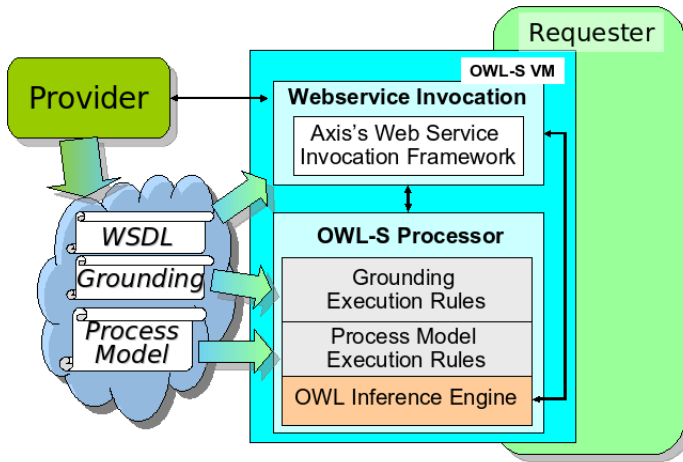 Requester
OWL-S VM
Provider
Webservice Invocation
Axis's Web Service
Invocation Framework
WSDL
Grounding
Process
Model
OWL-S Processor
Grounding
Execution Rules
Process Model
Execution Rules
OWL Inference Engine